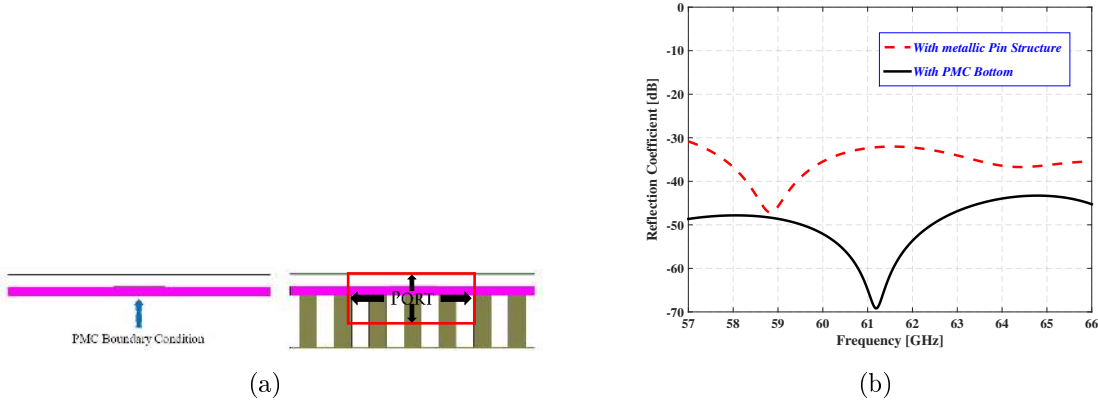 PORT
PMC Boundary Condition
(a)
0
-10
-20
-30
-40
-50
-60
-70
Reflection Coefficient [dB]
With metallic Pin Structure
With PMC Bottom
57 58 59 60 61 62 63 64 65 66
Frequency [GHz]
(b)